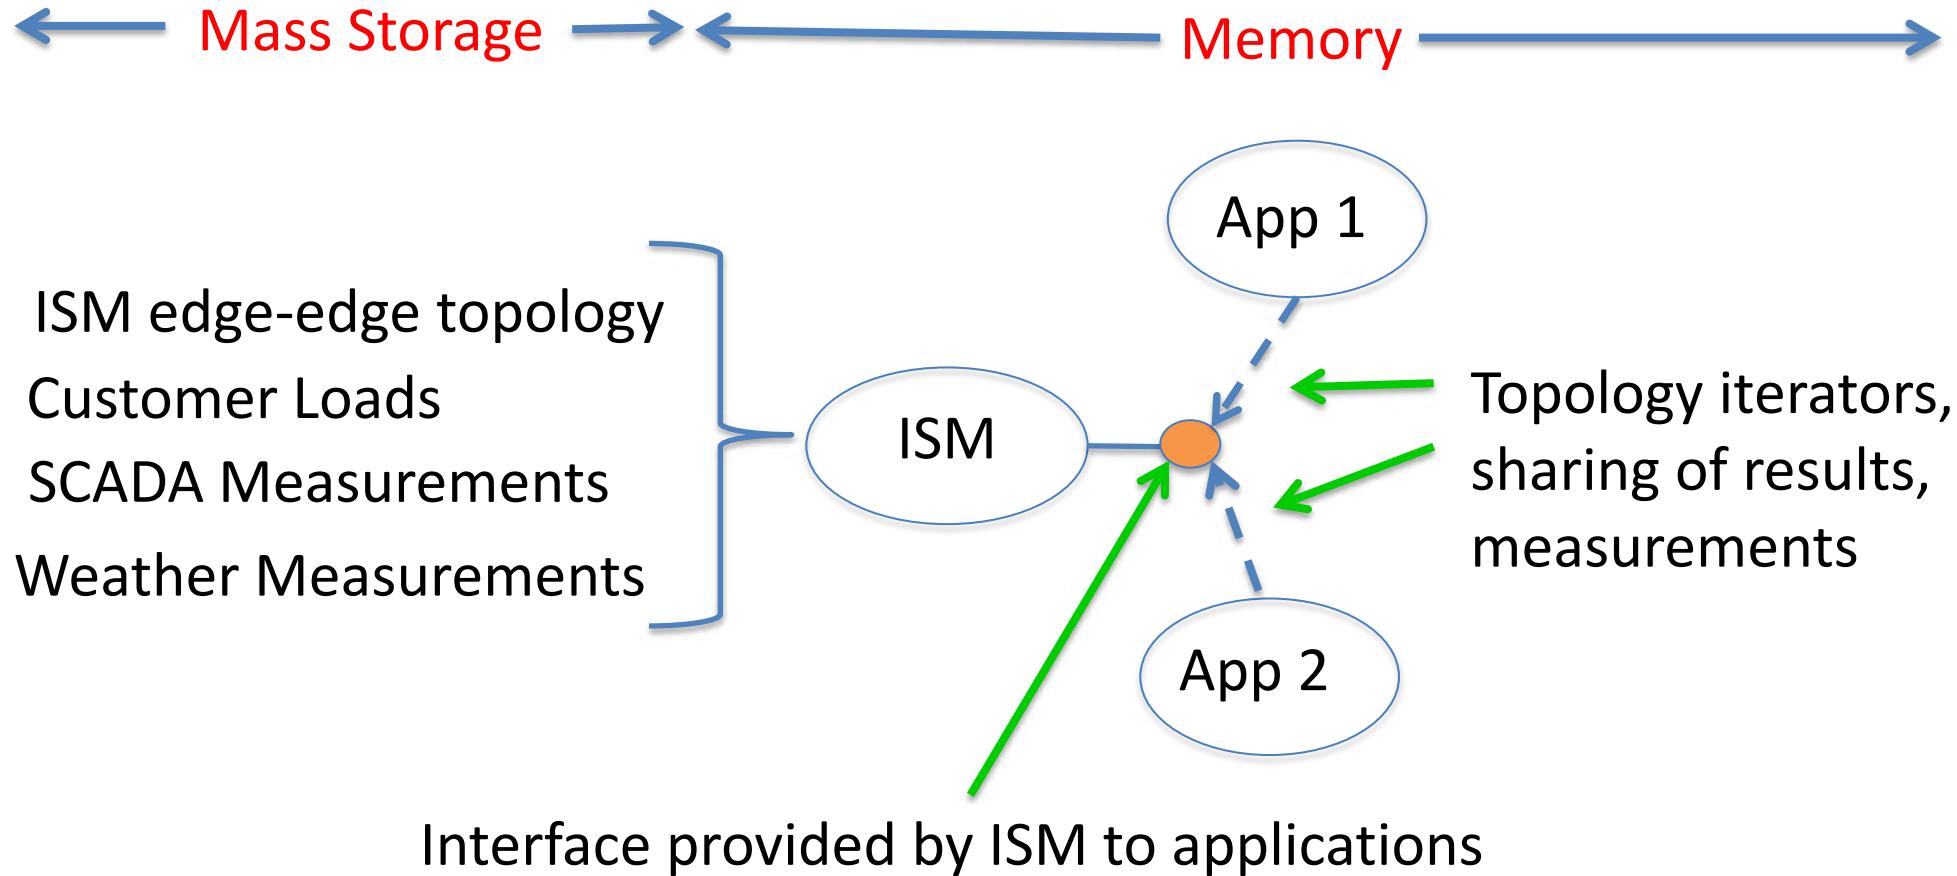 Mass Storage
Memory
App 1
ISM edge-edge topology
Customer Loads
SCADA Measurements
Weather Measurements
ISM
Topology iterators,
sharing of results,
measurements
App 2
Interface provided by ISM to applications